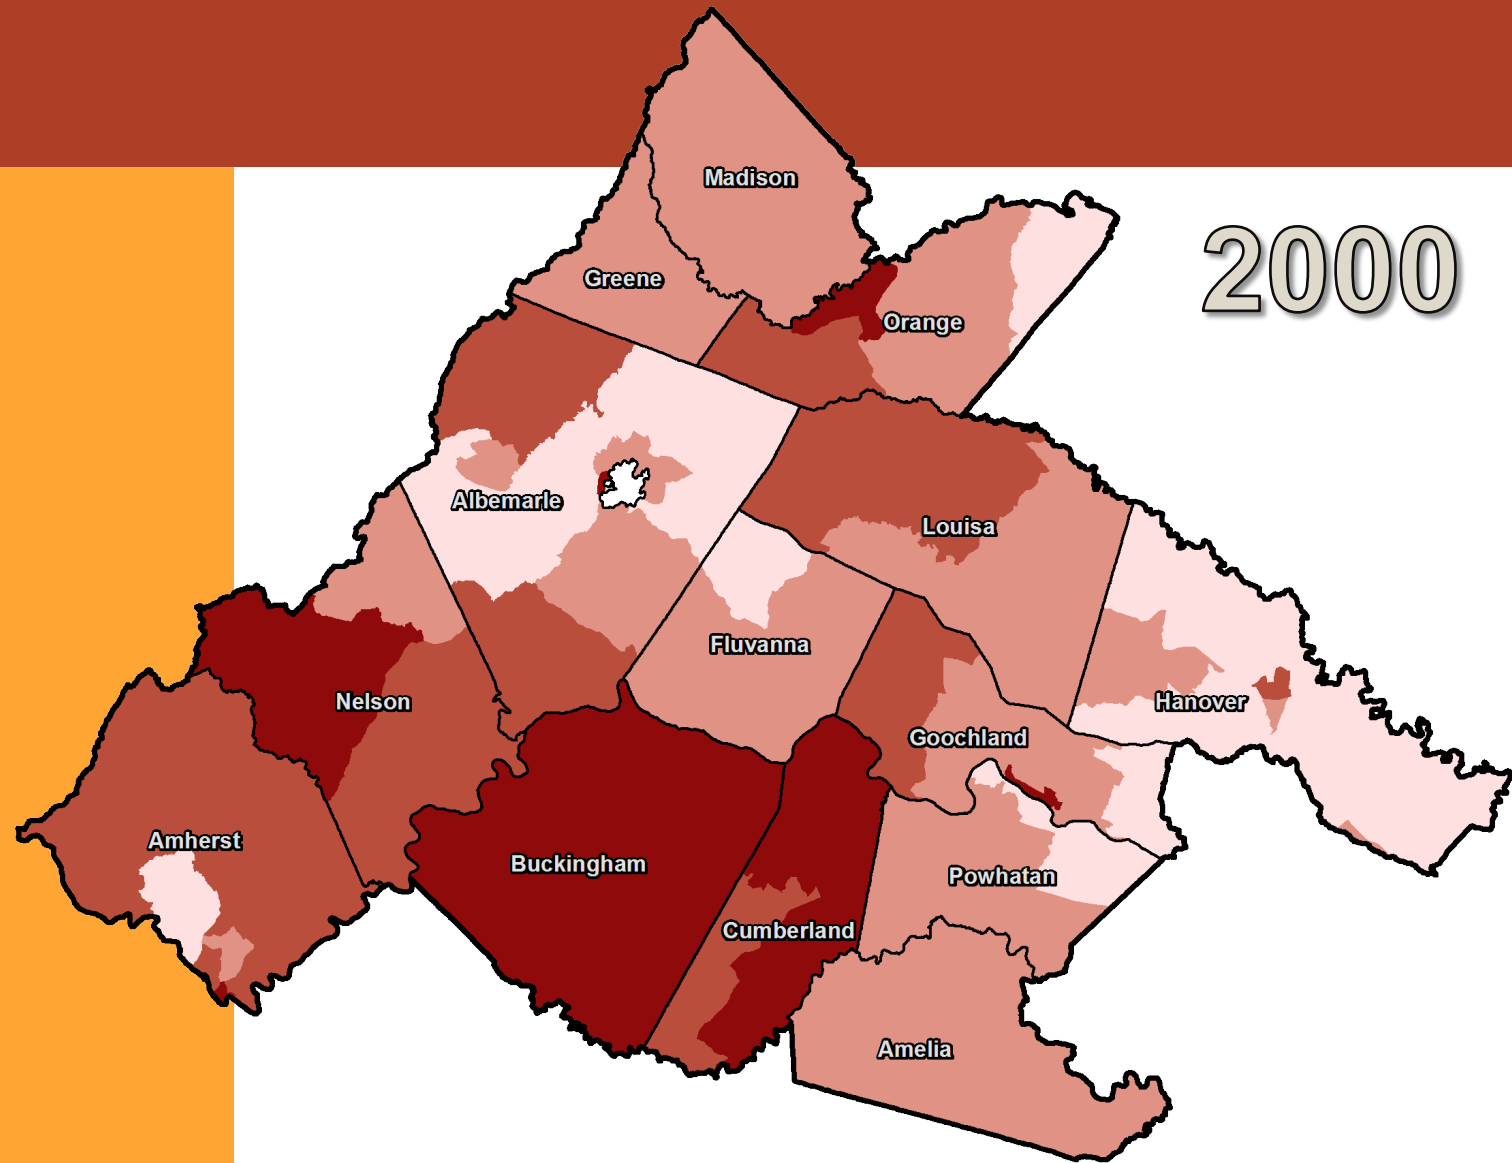 Madison
2000
Greene
Orange
Albemarle
Louisa
Fluvanna
Nelson
Hanover
Goochland
Amherst
Buckingham
Powhatan
Cumberland
Amelia